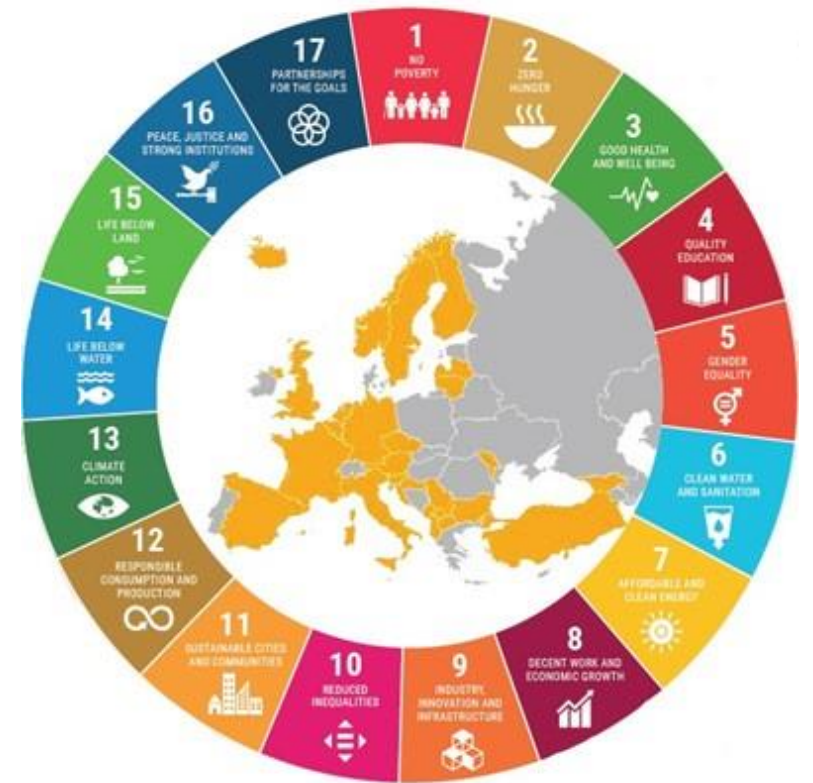 1
NO
POVERTY
2
ZERO
HUNGER
3
GOOD HEALTH
AND WELL BEING
4
QUALITY
EDUCATION
5
GENDER
EQUALITY
6
CLEAN WATER
AND SANITATION
7
AFFORDABLE AND
CLEAN ENERGY
8
DECENT WORK AND
ECONOMIC GROWTH
9
INDUSTRY,
INNOVATION AND
INFRASTRUCTURE
10
REDUCED
INEQUALITIES
11
SUSTAINABLE CITIES
AND COMMUNITIES
12
RESPONSIBLE
CONSUMPTION AND
PRODUCTION
13
CLIMATE
ACTION
14
LIFE BELOW
WATER
15
LIFE BELOW
LAND
16
PEACE, JUSTICE AND
STRONG INSTITUTIONS
17
PARTNERSHIPS
FOR THE GOALS